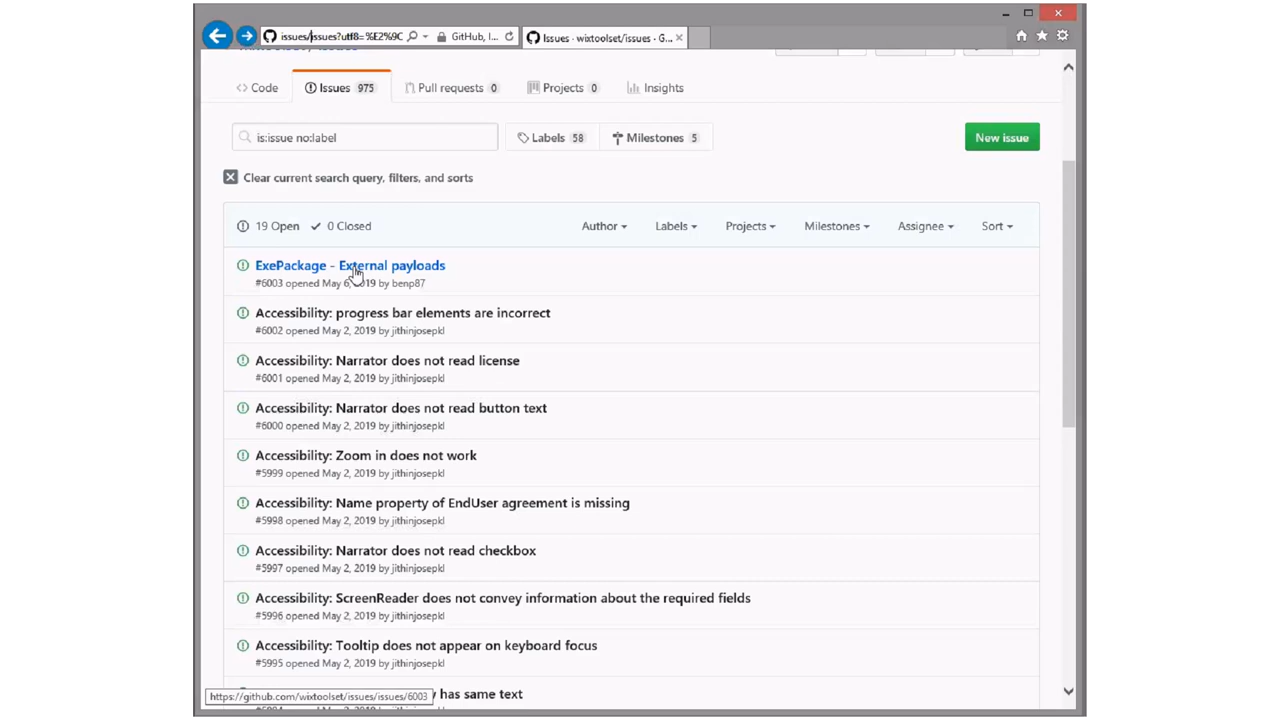 issues/issues?utf8=%E2%9C GitHub, I... Issues · wixtoolset/issues · G...
Code Issues 975 Pull requests 0 Projects 0 Insights
is:issue no:label Labels 58 Milestones 5 New issue
Clear current search query, filters, and sorts
19 Open 0 Closed Author Labels Projects Milestones Assignee Sort
ExePackage - External payloads
#6003 opened May 6, 2019 by benp87
Accessibility: progress bar elements are incorrect
#6002 opened May 2, 2019 by jithinjosepkl
Accessibility: Narrator does not read license
#6001 opened May 2, 2019 by jithinjosepkl
Accessibility: Narrator does not read button text
#6000 opened May 2, 2019 by jithinjosepkl
Accessibility: Zoom in does not work
#5999 opened May 2, 2019 by jithinjosepkl
Accessibility: Name property of EndUser agreement is missing
#5998 opened May 2, 2019 by jithinjosepkl
Accessibility: Narrator does not read checkbox
#5997 opened May 2, 2019 by jithinjosepkl
Accessibility: ScreenReader does not convey information about the required fields
#5996 opened May 2, 2019 by jithinjosepkl
Accessibility: Tooltip does not appear on keyboard focus
#5995 opened May 2, 2019 by jithinjosepkl
https://github.com/wixtoolset/issues/issues/6003 has same text